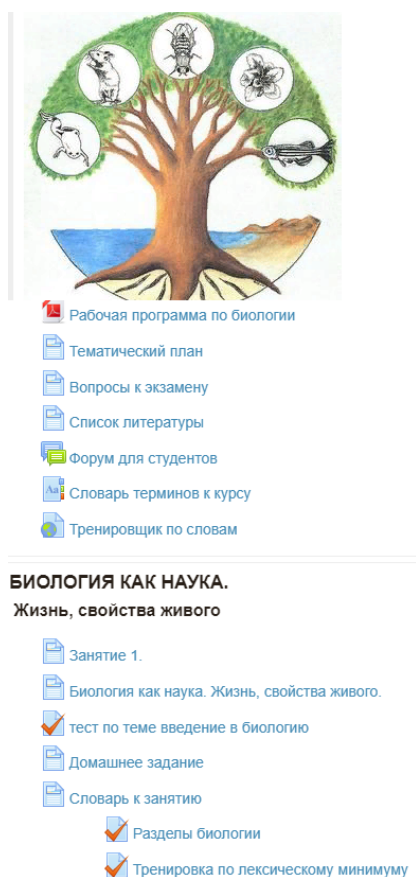 Рабочая программа по биологии
Тематический план
Вопросы к экзамену
Список литературы
Форум для студентов
Словарь терминов к курсу
Тренировщик по словам
БИОЛОГИЯ КАК НАУКА.
Жизнь, свойства живого
Занятие 1.
Биология как наука. Жизнь, свойства живого.
тест по теме введение в биологию
Домашнее задание
Словарь к занятию
Разделы биологии
Тренировка по лексическому минимуму